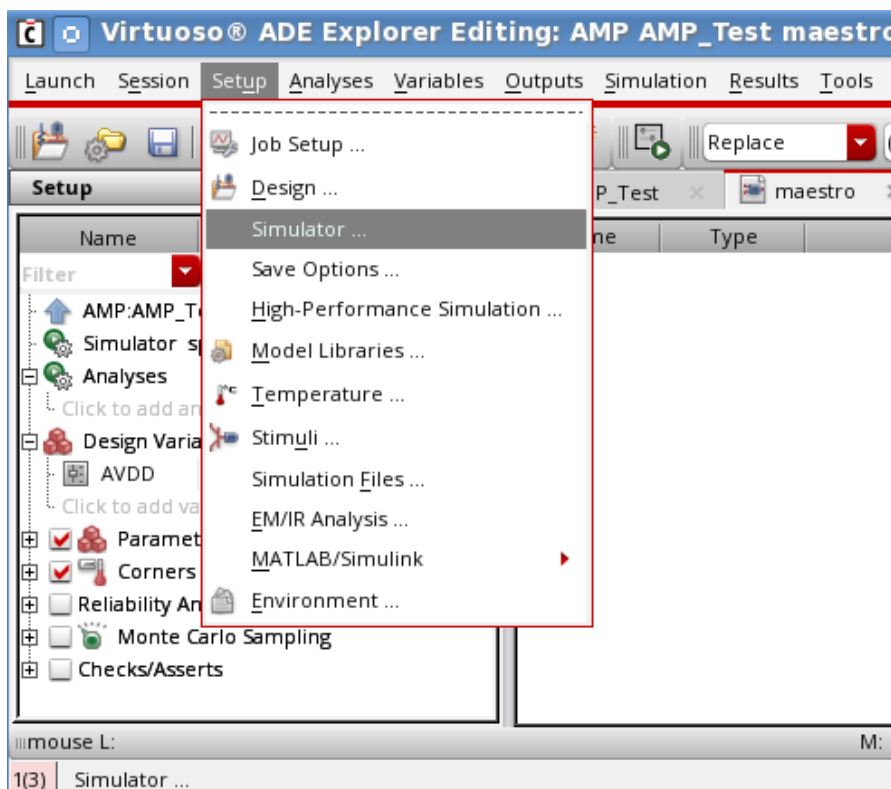 Virtuoso® ADE Explorer Editing: AMP AMP_Test maestro
Launch Session Setup Analyses Variables Outputs Simulation Results Tools
Replace
Setup
P_Test
maestro
Name
me
Type
Filter
AMP:AMP_T
Simulator s
Analyses
Click to add an
Design Varia
AVDD
Click to add va
Paramet
Corners
Reliability An
Monte Carlo Sampling
Checks/Asserts
Job Setup ...
Design ...
Simulator ...
Save Options ...
High-Performance Simulation ...
Model Libraries ...
Temperature ...
Stimuli ...
Simulation Files ...
EM/IR Analysis ...
MATLAB/Simulink
Environment ...
mouse L:
M:
1(3) Simulator ...